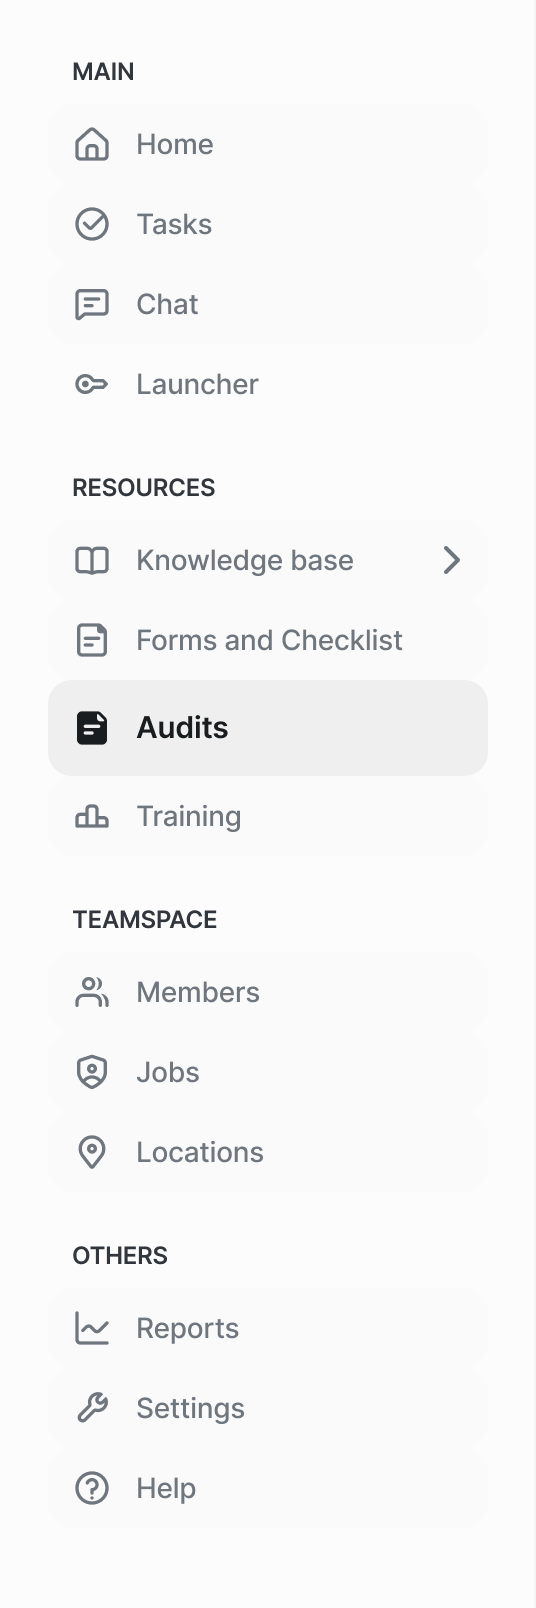 MAIN
Home
Tasks
Chat
Launcher
RESOURCES
Knowledge base
Forms and Checklist
Audits
Training
TEAMSPACE
Members
Jobs
Locations
OTHERS
Reports
Settings
Help